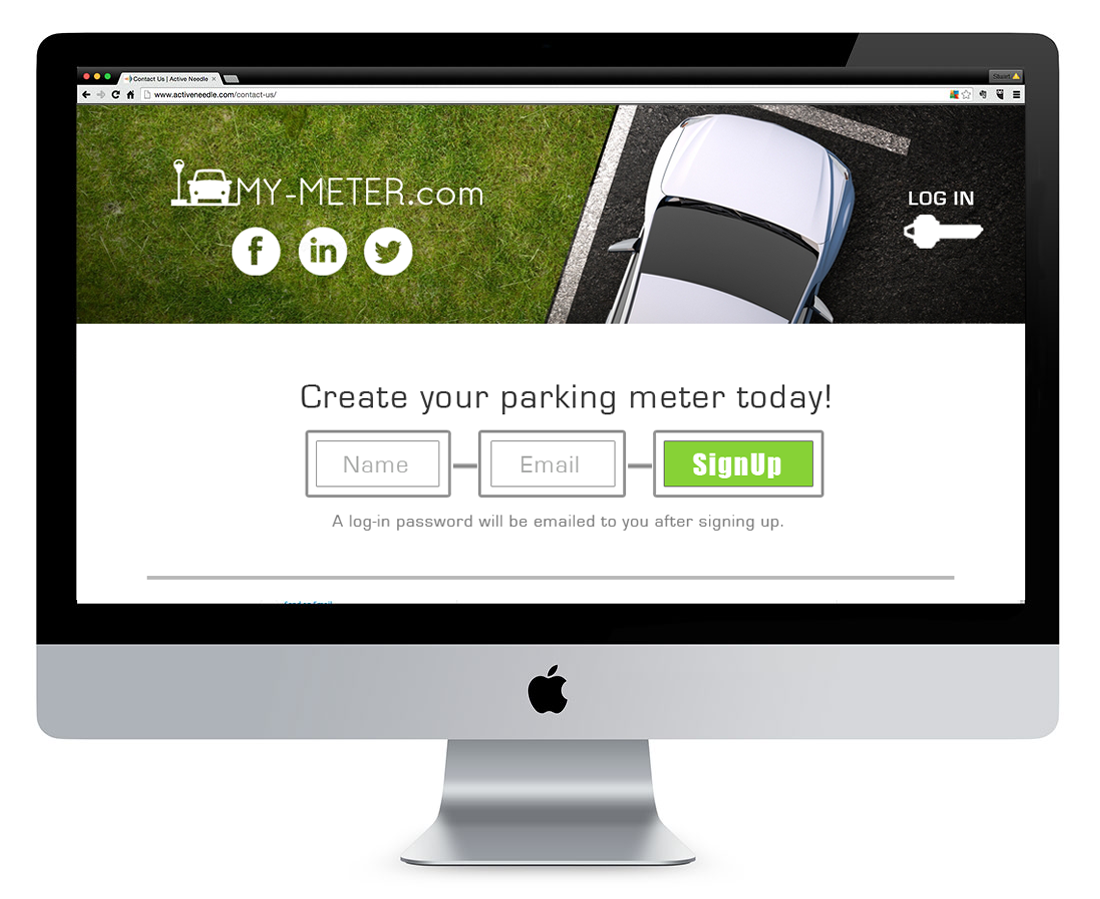 Contact Us | Active Needle
Stuart
www.activeneedle.com/contact-us/
MY-METER.com
LOG IN
f in
Create your parking meter today!
Name Email SignUp
A log-in password will be emailed to you after signing up.